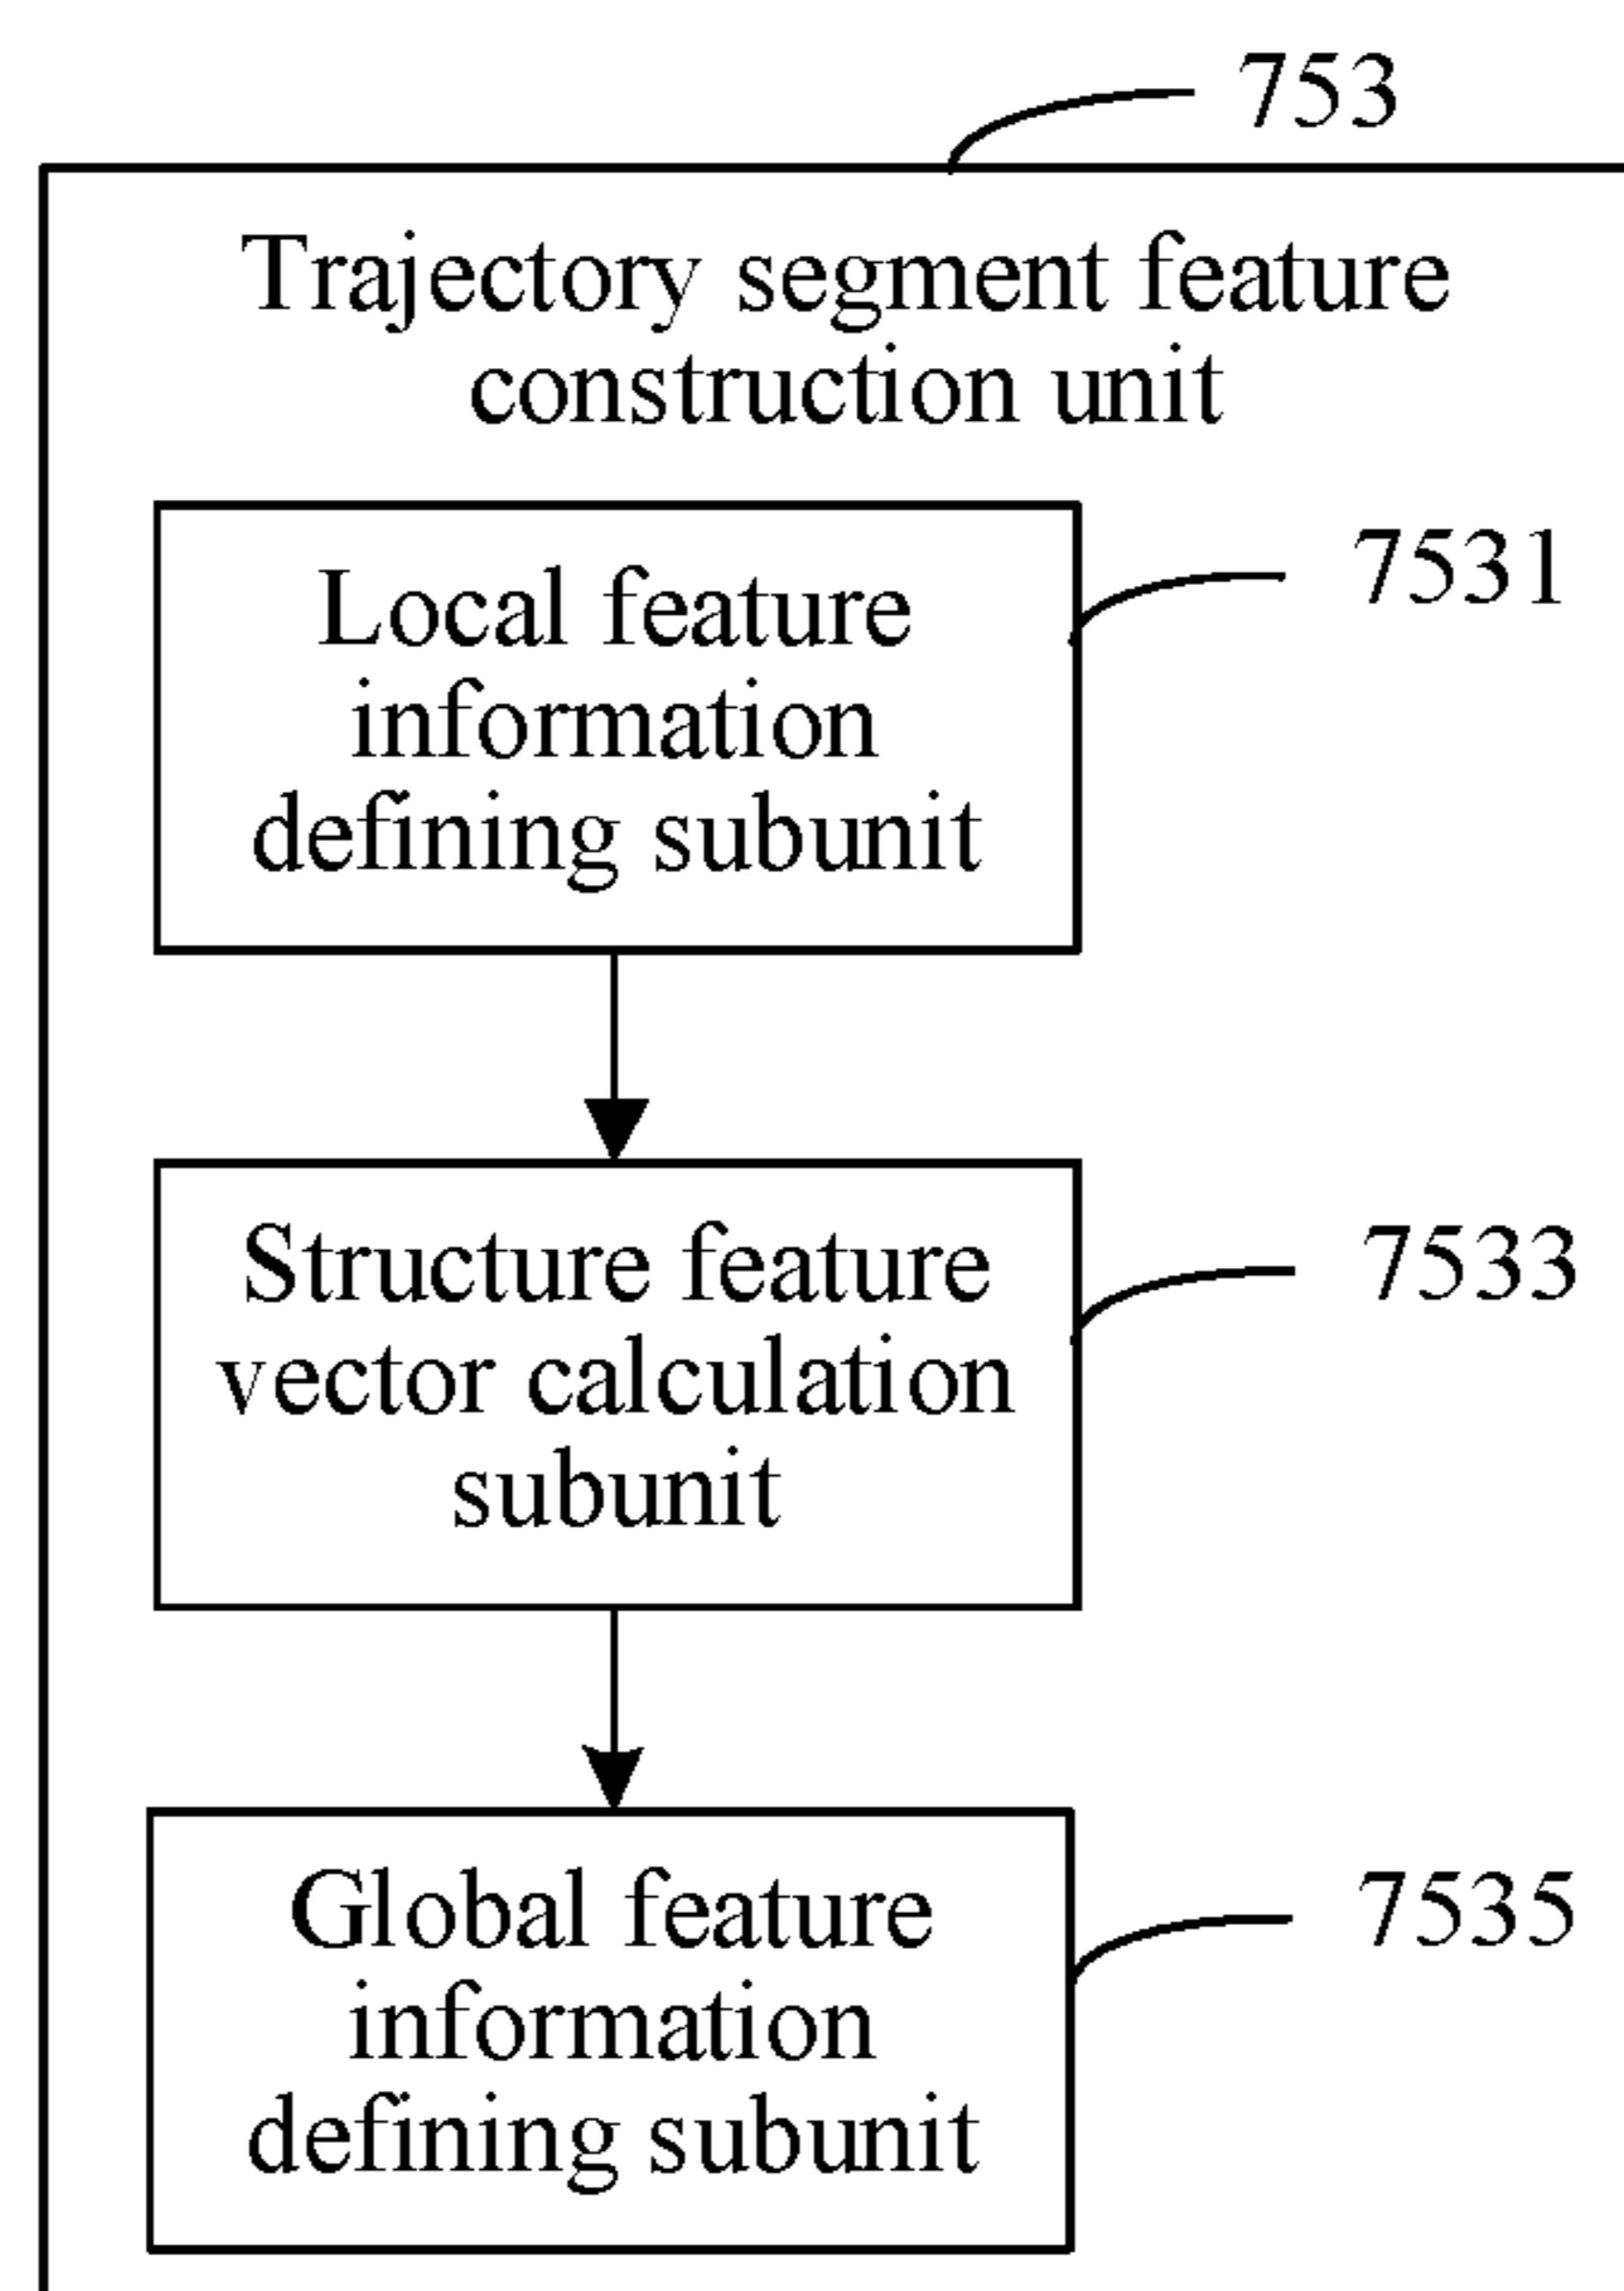 753
Trajectory segment feature
construction unit
Local feature
information
defining subunit
7531
Structure feature
vector calculation
subunit
7533
Global feature
information
defining subunit
7535